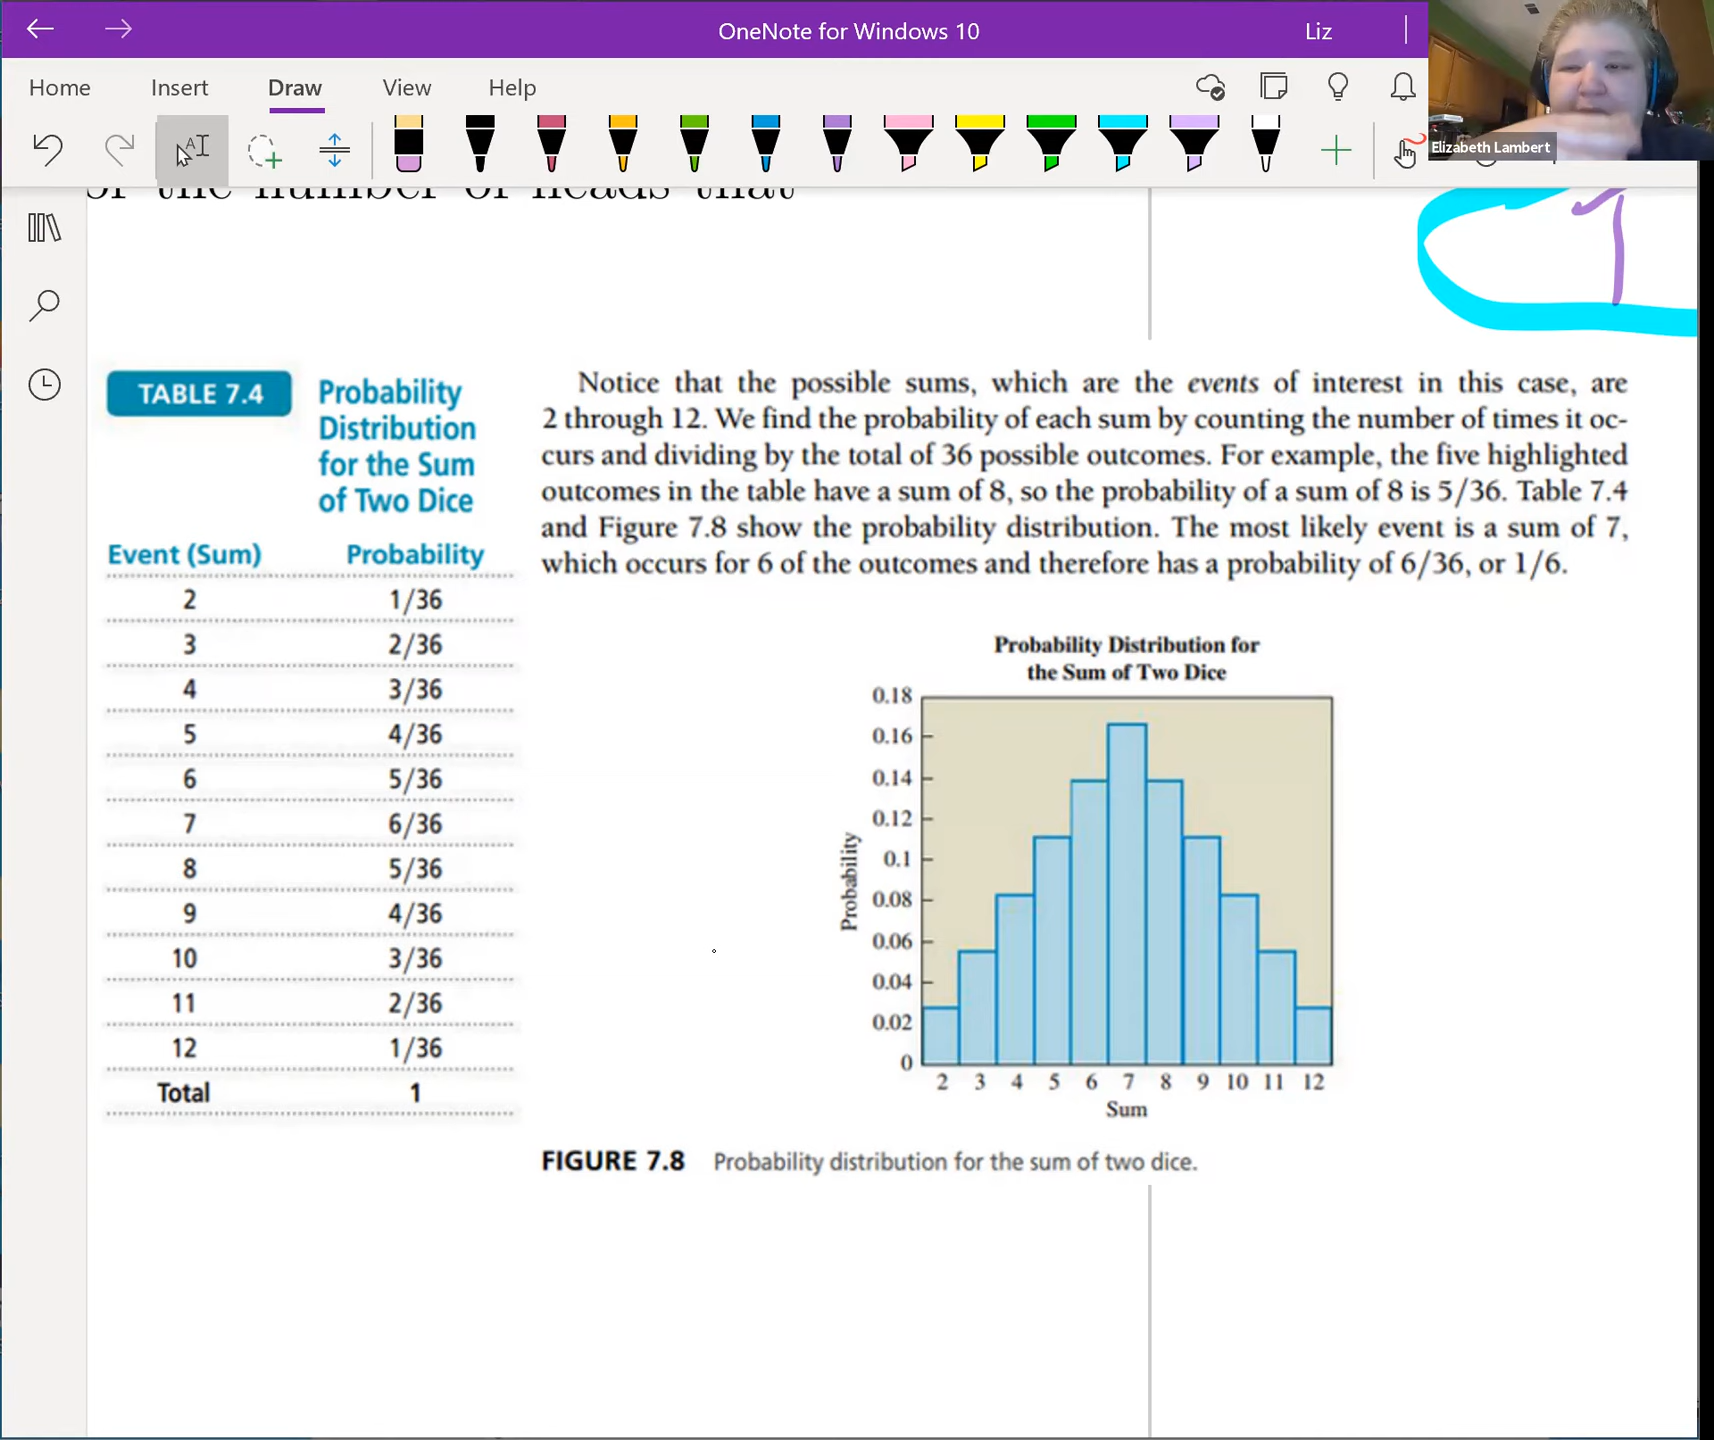 OneNote for Windows 10
Liz
Home Insert Draw View Help
Elizabeth Lambert
or the number of heads that
1
TABLE 7.4
Probability
Distribution
for the Sum
of Two Dice
Event (Sum) Probability
2 1/36
3 2/36
4 3/36
5 4/36
6 5/36
7 6/36
8 5/36
9 4/36
10 3/36
11 2/36
12 1/36
Total 1
Notice that the possible sums, which are the events of interest in this case, are
2 through 12. We find the probability of each sum by counting the number of times it oc-
curs and dividing by the total of 36 possible outcomes. For example, the five highlighted
outcomes in the table have a sum of 8, so the probability of a sum of 8 is 5/36. Table 7.4
and Figure 7.8 show the probability distribution. The most likely event is a sum of 7,
which occurs for 6 of the outcomes and therefore has a probability of 6/36, or 1/6.
Probability Distribution for
the Sum of Two Dice
Probability
0.18
0.16
0.14
0.12
0.1
0.08
0.06
0.04
0.02
0
2 3 4 5 6 7 8 9 10 11 12
Sum
FIGURE 7.8 Probability distribution for the sum of two dice.